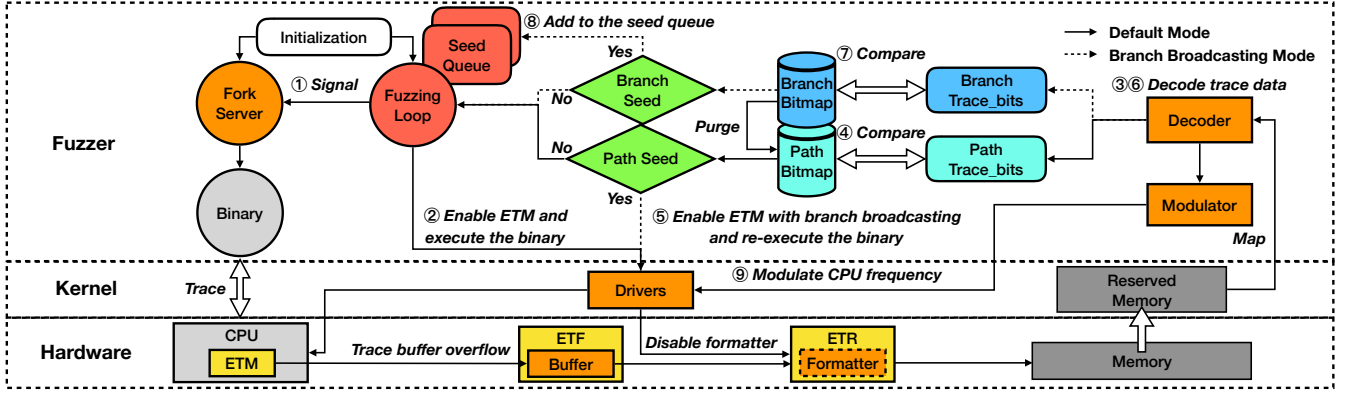 Fuzzer
Initialization
Fork
Server
① Signal
Fuzzing
Loop
Seed
Queue
⑧ Add to the seed queue
Yes
Branch
Seed
No
Path Seed
No
Yes
Purge
Branch
Bitmap
Path
Bitmap
⑦ Compare
④ Compare
Branch
Trace_bits
Path
Trace_bits
Default Mode
Branch Broadcasting Mode
③⑥ Decode trace data
Decoder
Modulator
Map
Binary
② Enable ETM and
execute the binary
⑤ Enable ETM with branch broadcasting
and re-execute the binary
Kernel
Trace
Drivers
⑨ Modulate CPU frequency
Reserved
Memory
Hardware
CPU
ETM
Trace buffer overflow
ETF
Buffer
Disable formatter
ETR
Formatter
Memory